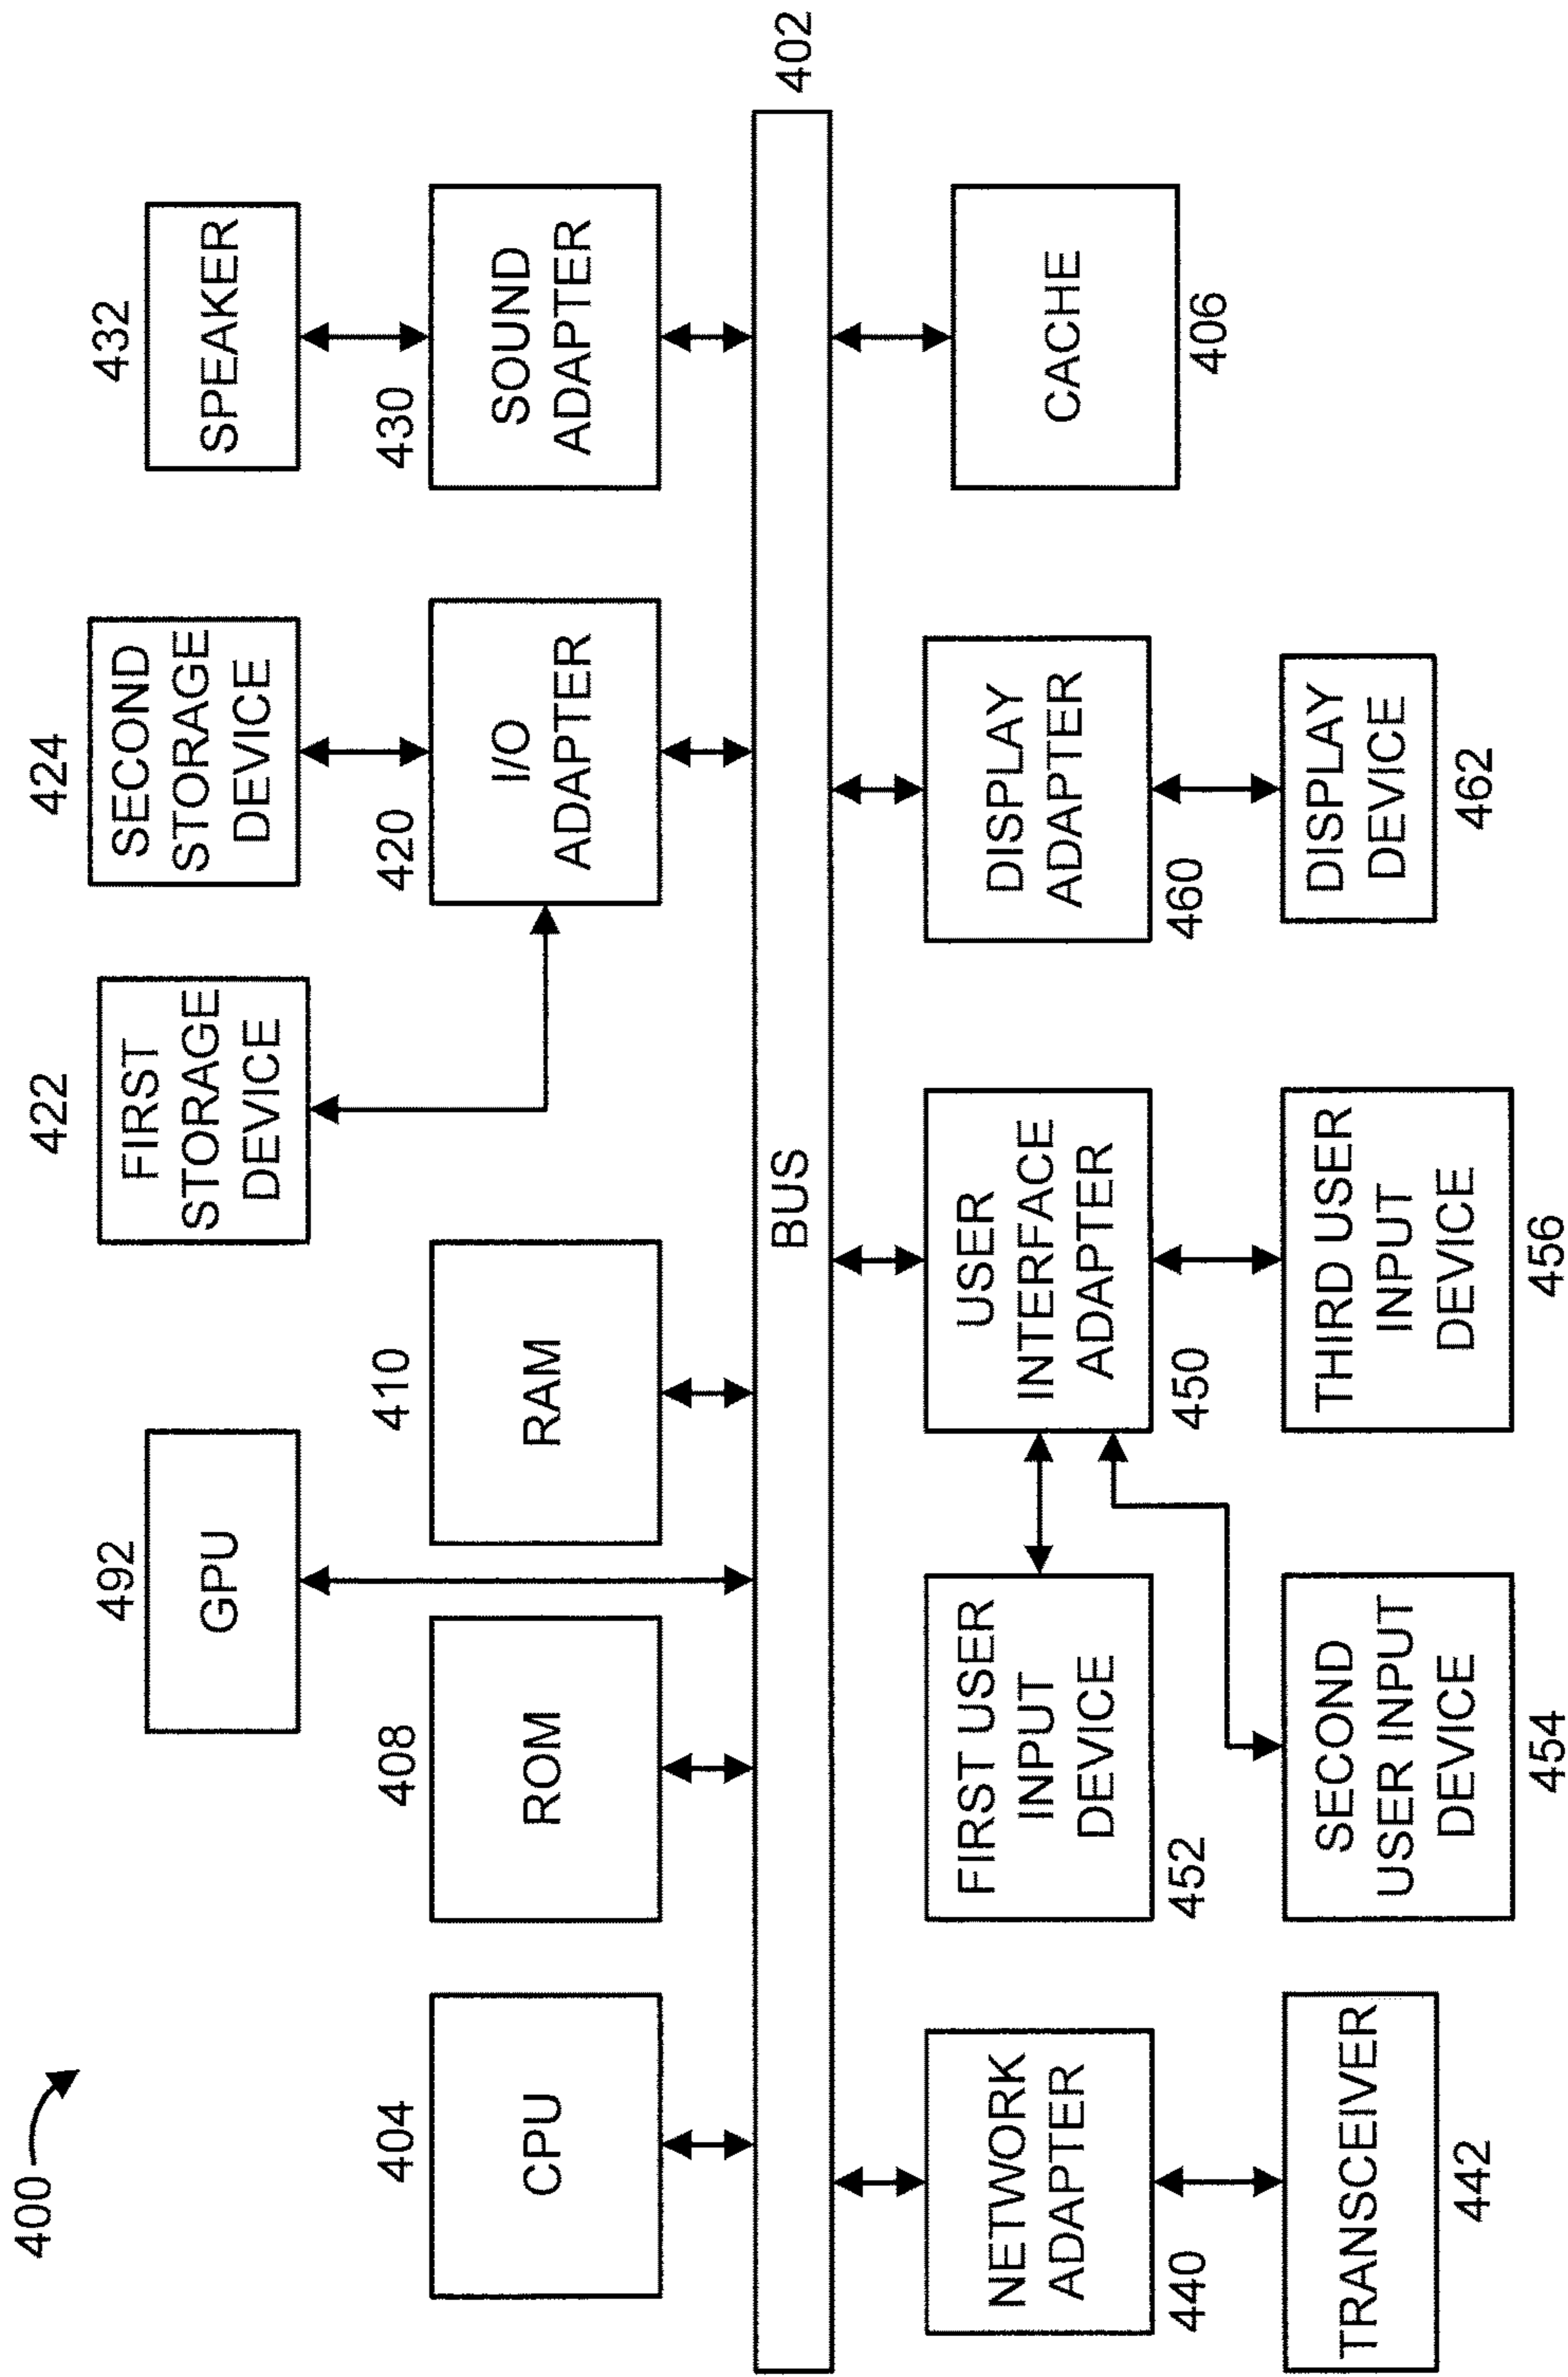 400
404
CPU
408
ROM
492
GPU
410
RAM
422
FIRST
STORAGE
DEVICE
424
SECOND
STORAGE
DEVICE
420
I/O
ADAPTER
432
SPEAKER
430
SOUND
ADAPTER
BUS
402
NETWORK
ADAPTER
440
TRANSCEIVER
442
FIRST USER
INPUT
DEVICE
452
SECOND
USER INPUT
DEVICE
454
USER
INTERFACE
ADAPTER
450
THIRD USER
INPUT
DEVICE
456
DISPLAY
ADAPTER
460
DISPLAY
DEVICE
462
CACHE
406